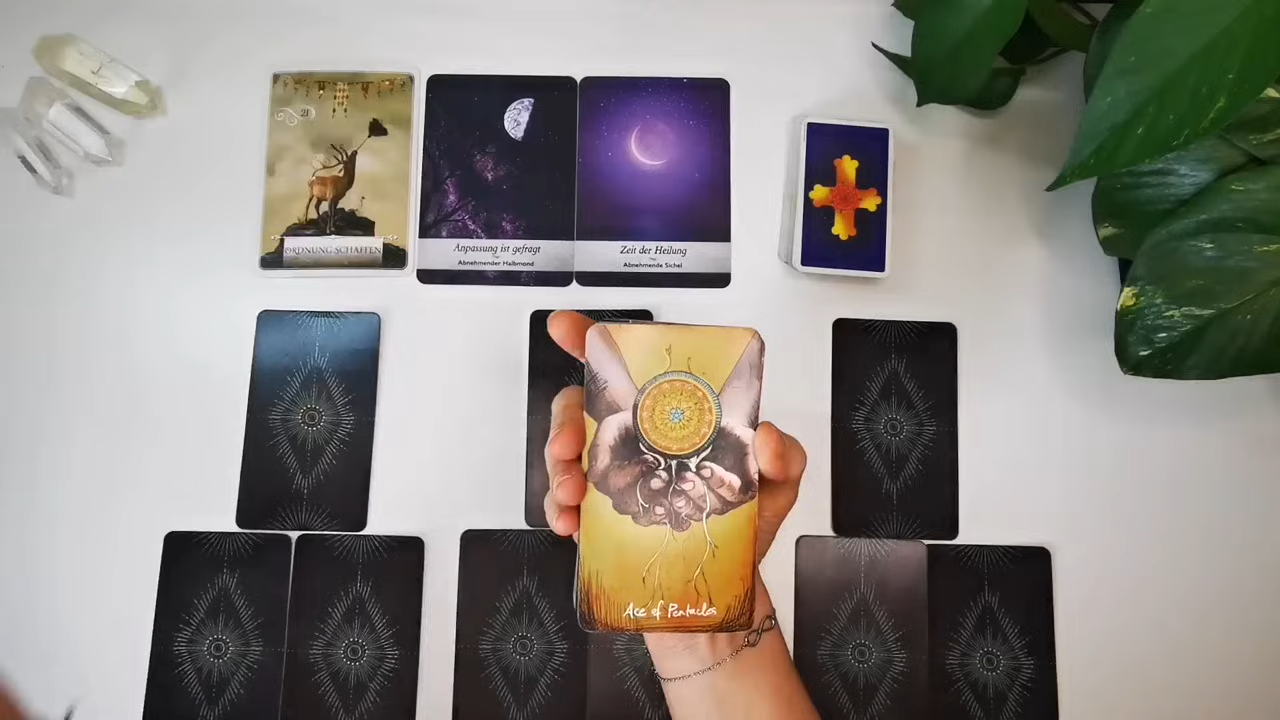 21
ORDNUNG SCHAFFEN
Anpassung ist gefragt
Abnehmender Halbmond
Zeit der Heilung
Abnehmende Sichel
Ace of Pentacles